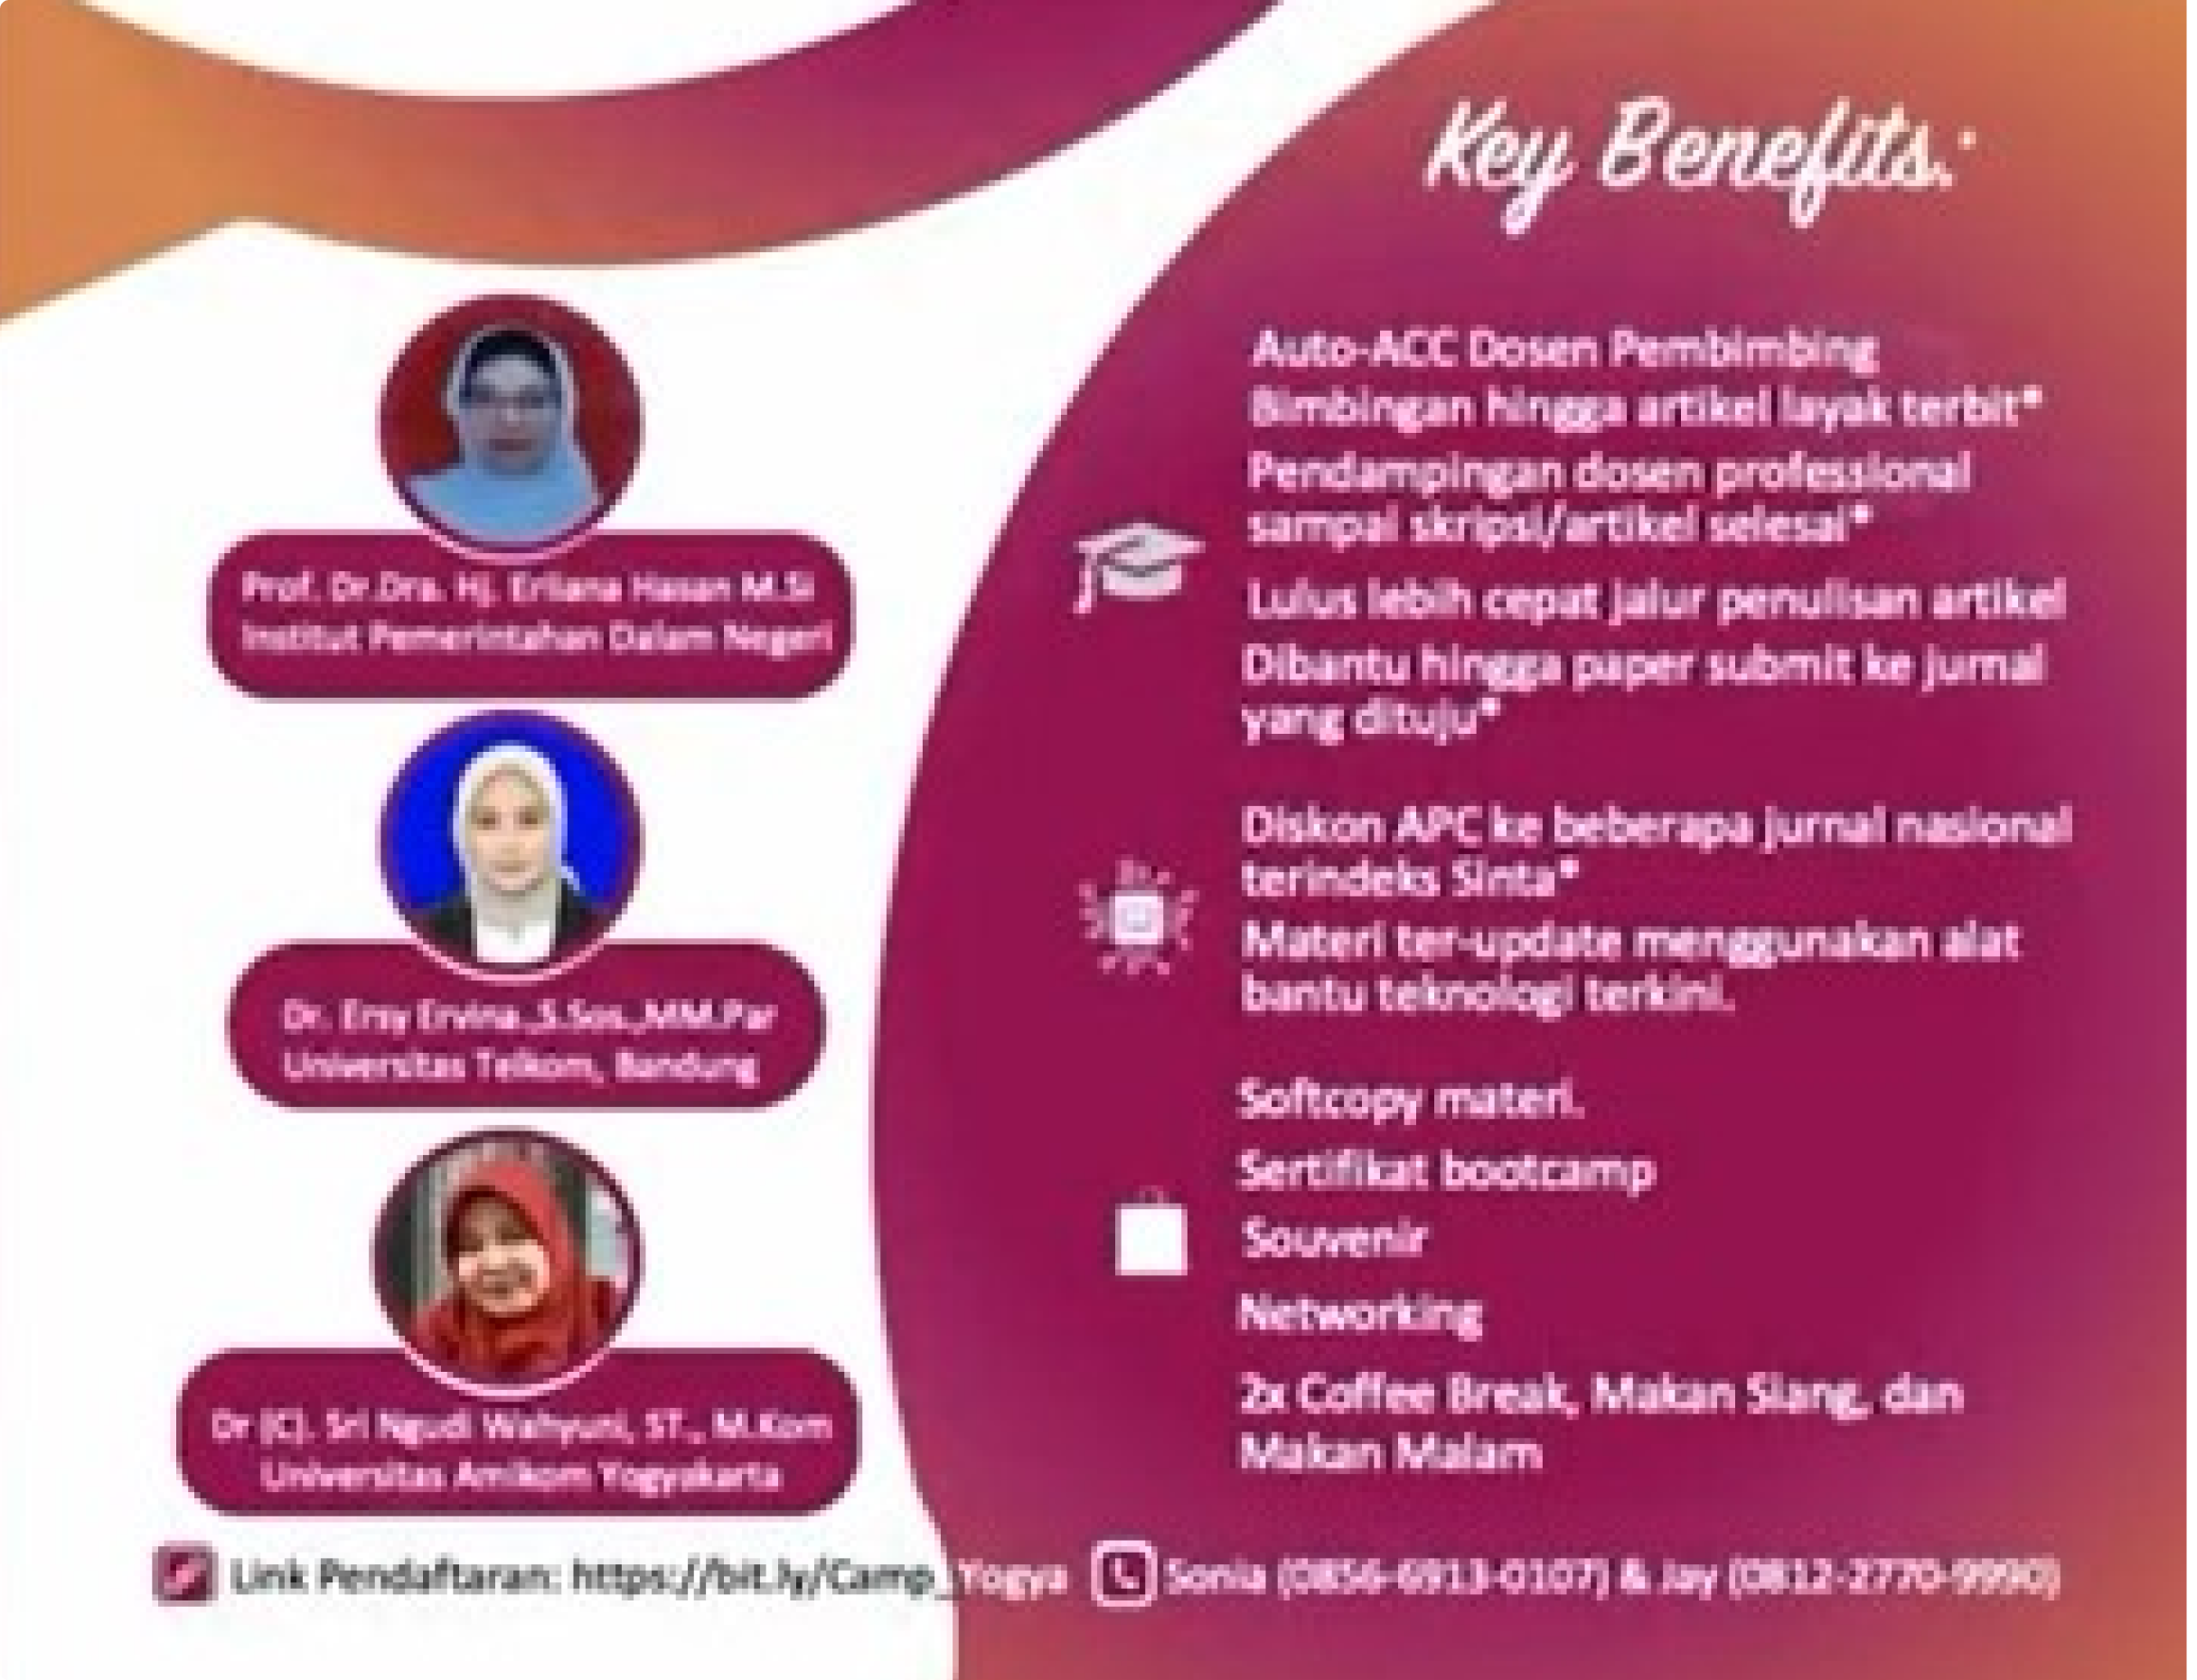 Key Benefits:
Prof. Dr.Dra. Hj. Erliana Hasan M.Si
Institut Pemerintahan Dalam Negeri
Dr. Ersy Ervina.,S.Sos.,MM.Par
Universitas Telkom, Bandung
Dr (C). Sri Ngudi Wahyuni, ST., M.Kom
Universitas Amikom Yogyakarta
Auto-ACC Dosen Pembimbing
Bimbingan hingga artikel layak terbit*
Pendampingan dosen professional
sampai skripsi/artikel selesai*
Lulus lebih cepat jalur penulisan artikel
Dibantu hingga paper submit ke jurnal
yang dituju*
Diskon APC ke beberapa jurnal nasional
terindeks Sinta*
Materi ter-update menggunakan alat
bantu teknologi terkini.
Softcopy materi.
Sertifikat bootcamp
Souvenir
Networking
2x Coffee Break, Makan Siang, dan
Makan Malam
Link Pendaftaran: https://bit.ly/Camp_Yogya Sonia (0856-6913-0107) & Jay (0812-2770-9990)